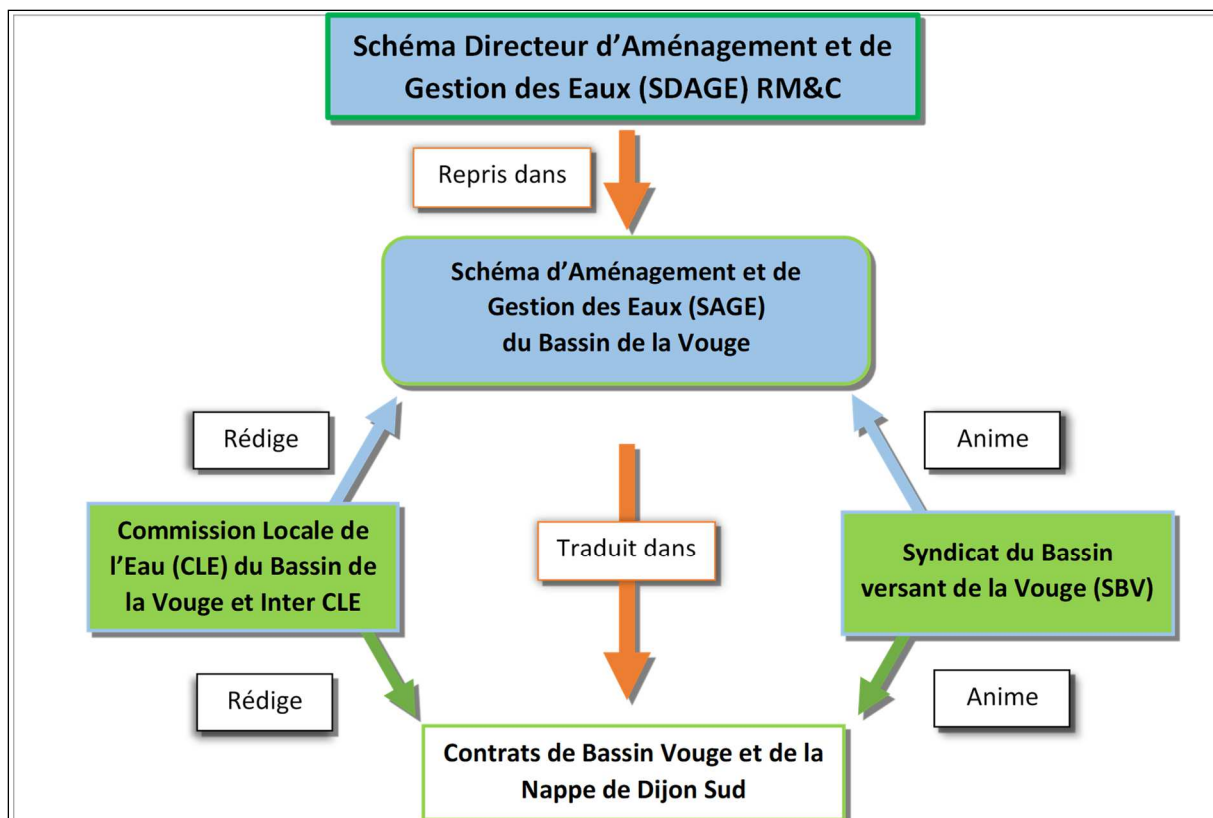 Schéma Directeur d’Aménagement et de
Gestion des Eaux (SDAGE) RM&C
Repris dans
Schéma d’Aménagement et de
Gestion des Eaux (SAGE)
du Bassin de la Vouge
Rédige
Anime
Commission Locale de
l’Eau (CLE) du Bassin de
la Vouge et Inter CLE
Traduit dans
Syndicat du Bassin
versant de la Vouge (SBV)
Rédige
Anime
Contrats de Bassin Vouge et de la
Nappe de Dijon Sud